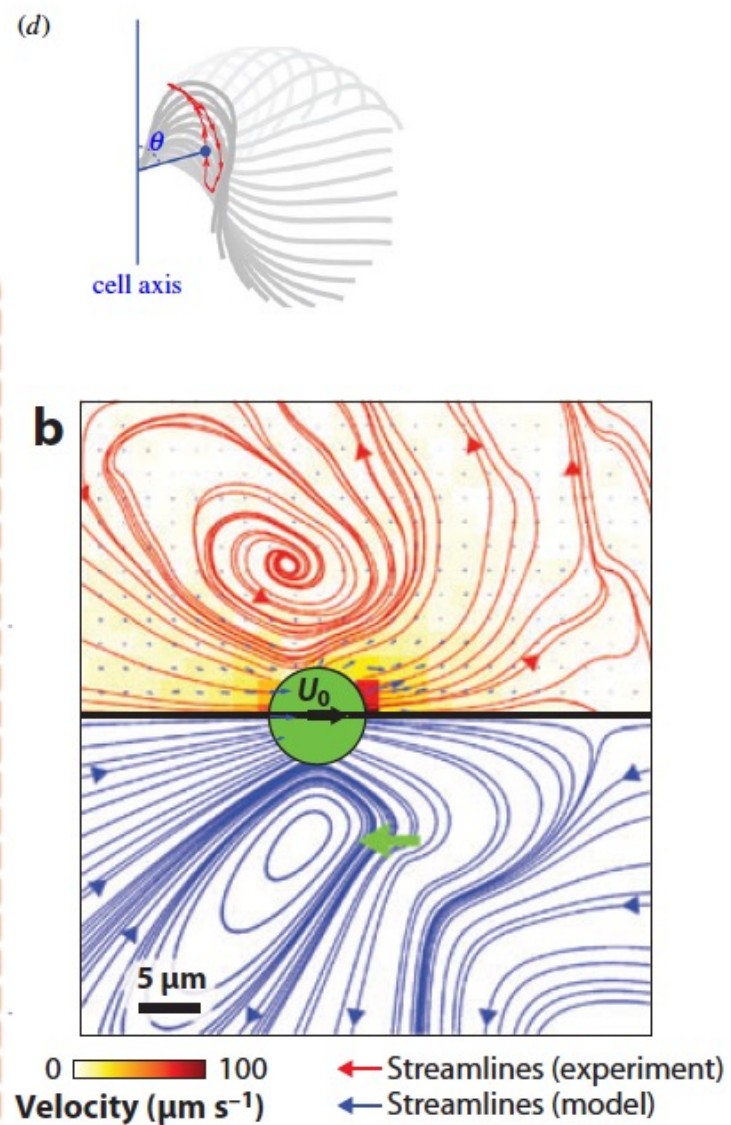 (d)
θ
cell axis
b
U₀
5 μm
0 100
Velocity (μm s⁻¹)
Streamlines (experiment)
Streamlines (model)